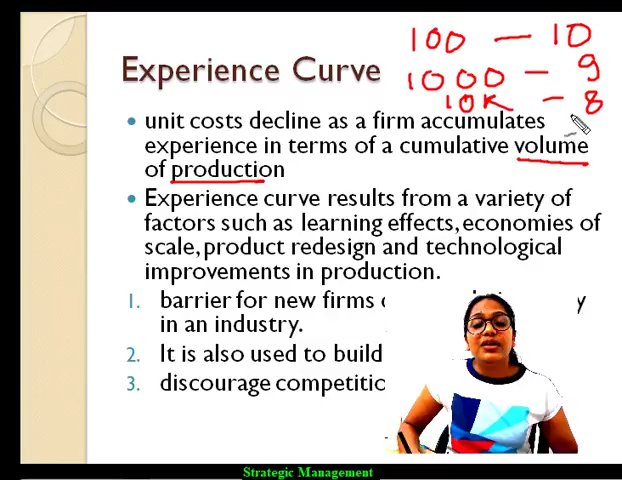 100 — 10
Experience Curve
1000 – 9
10K – 8
• unit costs decline as a firm accumulates
experience in terms of a cumulative volume
of production
• Experience curve results from a variety of
factors such as learning effects, economies of
scale, product redesign and technological
improvements in production.
1. barrier for new firms
in an industry.
2. It is also used to build
3. discourage
Strategic Management